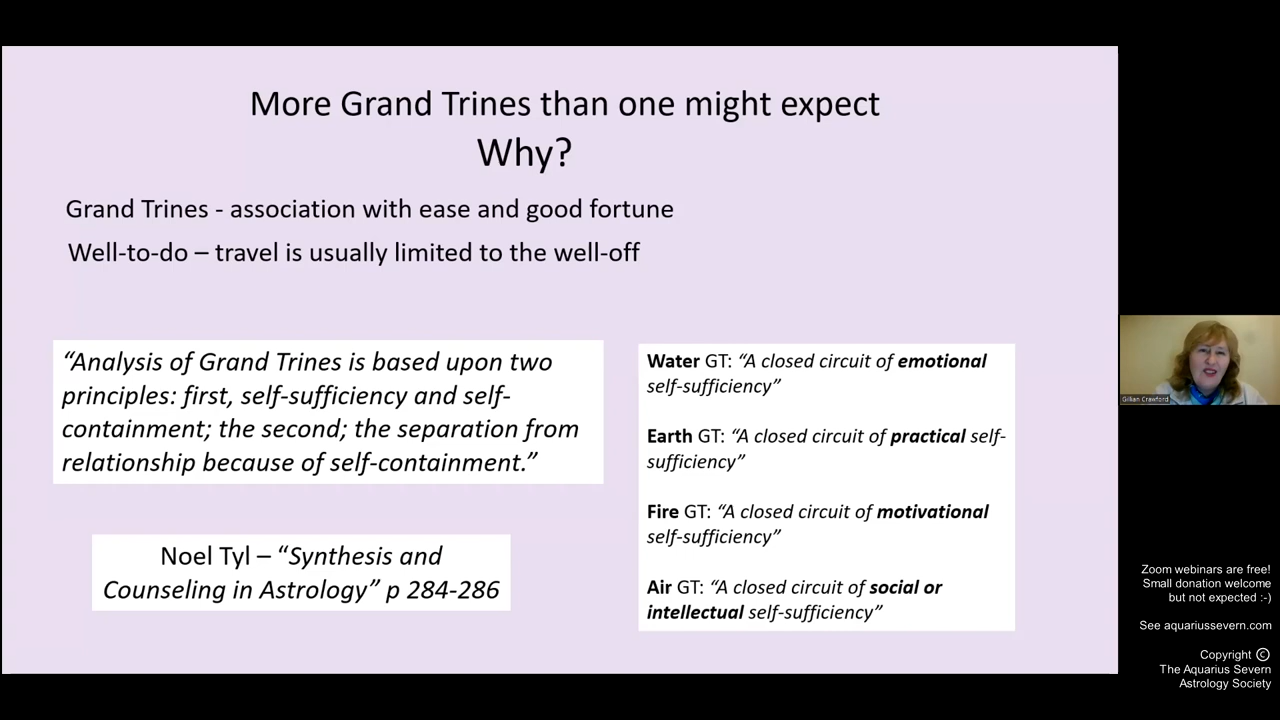 More Grand Trines than one might expect
Why?
Grand Trines - association with ease and good fortune
Well-to-do – travel is usually limited to the well-off
“Analysis of Grand Trines is based upon two
principles: first, self-sufficiency and self-
containment; the second; the separation from
relationship because of self-containment.”
Noel Tyl – “Synthesis and
Counseling in Astrology” p 284-286
Water GT: “A closed circuit of emotional
self-sufficiency”
Earth GT: “A closed circuit of practical self-
sufficiency”
Fire GT: “A closed circuit of motivational
self-sufficiency”
Air GT: “A closed circuit of social or
intellectual self-sufficiency”
Gillian Crawford
Zoom webinars are free!
Small donation welcome
but not expected :-)
See aquariussevern.com
Copyright ©
The Aquarius Severn
Astrology Society